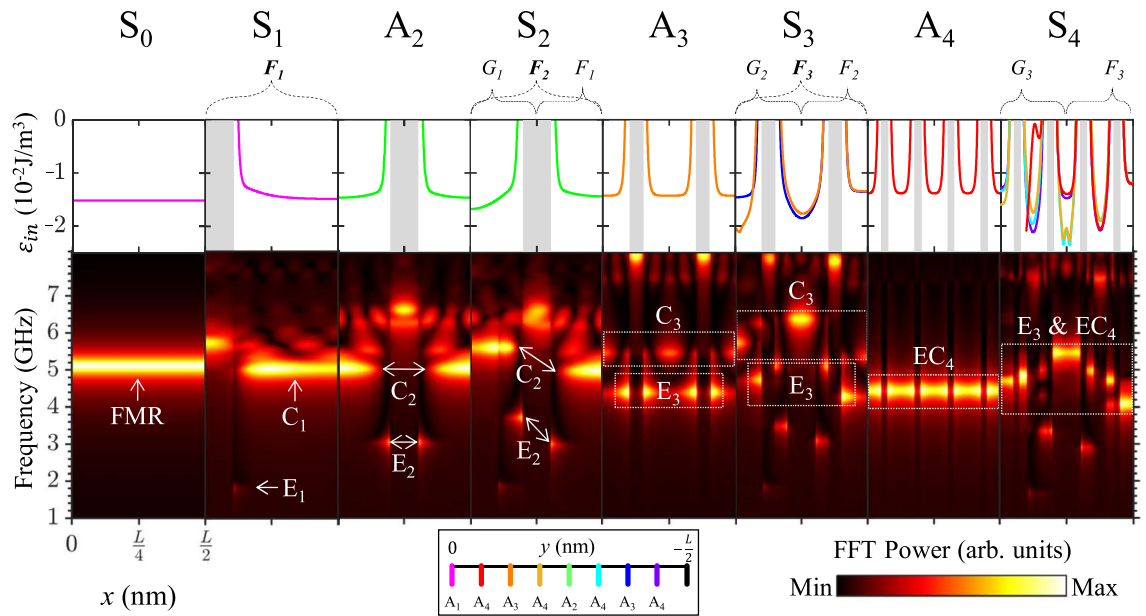 S₀ S₁ A₂ S₂ A₃ S₃ A₄ S₄
F₁ G₁ F₂ F₁ G₂ F₃ F₂ G₃ F₃
ε_in (10⁻²J/m³)
0
-1
-2
Frequency (GHz)
7
6
5
4
3
2
1
FMR
C₁
E₁
C₂
E₂
C₂
E₂
C₃
E₃
C₃
E₃
EC₄
E₃ & EC₄
0 L/4 L/2
x (nm)
0 y (nm) -L/2
A₁ A₄ A₃ A₄ A₂ A₄ A₃ A₄
FFT Power (arb. units)
Min Max